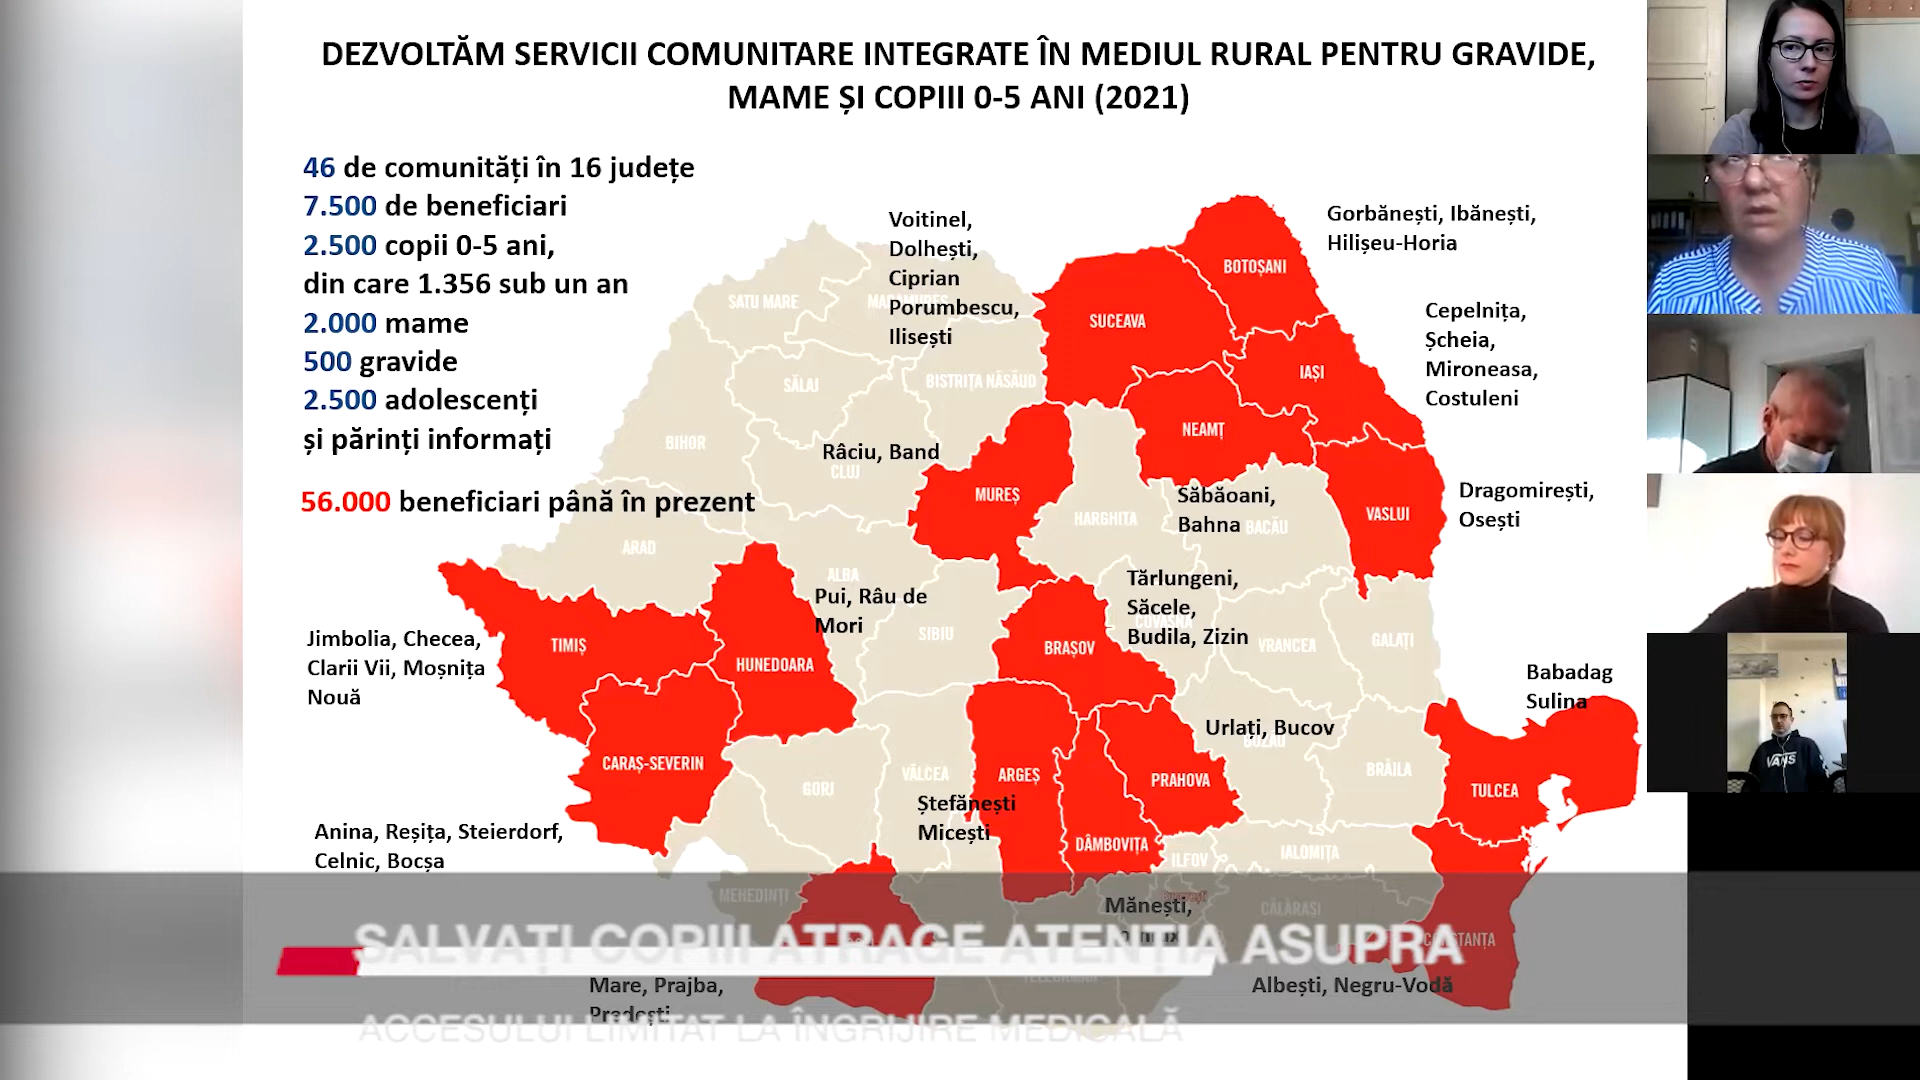 DEZVOLTĂM SERVICII COMUNITARE INTEGRATE ÎN MEDIUL RURAL PENTRU GRAVIDE,
MAME ȘI COPIII 0-5 ANI (2021)
46 de comunități în 16 județe
7.500 de beneficiari
2.500 copii 0-5 ani,
din care 1.356 sub un an
2.000 mame
500 gravide
2.500 adolescenți
și părinți informați
56.000 beneficiari până în prezent
Voitinel,
Dolhești,
Ciprian
Porumbescu,
Ilisești
Gorbănești, Ibănești,
Hilișeu-Horia
Cepelnița,
Șcheia,
Mironeasa,
Costuleni
Râciu, Band
Săbăoani,
Bahna
Dragomirești,
Osești
Tărlungeni,
Săcele,
Budila, Zizin
Pui, Râu de
Mori
Jimbolia, Checea,
Clarii Vii, Moșnița
Nouă
Babadag
Sulina
Urlați, Bucov
Ștefănești
Micești
Anina, Reșița, Steierdorf,
Celnic, Bocșa
Mănești,
Mare, Prajba,
Predești
Albești, Negru-Vodă
SATU MARE
MARAMUREȘ
SUCEAVA
BOTOȘANI
SĂLAJ
BISTRIȚA NĂSĂUD
IAȘI
BIHOR
CLUJ
NEAMȚ
MUREȘ
HARGHITA
BACĂU
VASLUI
ARAD
ALBA
SIBIU
COVASNA
VRANCEA
GALAȚI
TIMIȘ
HUNEDOARA
BRAȘOV
CARAȘ-SEVERIN
GORJ
VÂLCEA
ARGEȘ
PRAHOVA
BUZĂU
BRĂILA
TULCEA
DÂMBOVIȚA
ILFOV
IALOMIȚA
MEHEDINȚI
CĂLĂRAȘI
CONSTANȚA
SALVAȚI COPIII ATRAGE ATENȚIA ASUPRA
ACCESULUI LIMITAT LA ÎNGRIJIRE MEDICALĂ
VANS